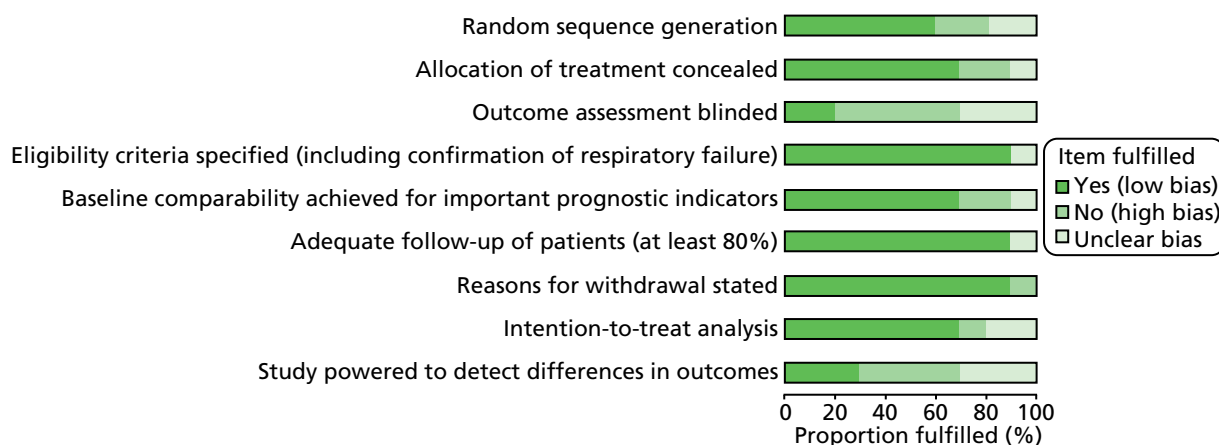 Random sequence generation
Allocation of treatment concealed
Outcome assessment blinded
Eligibility criteria specified (including confirmation of respiratory failure)
Baseline comparability achieved for important prognostic indicators
Adequate follow-up of patients (at least 80%)
Reasons for withdrawal stated
Intention-to-treat analysis
Study powered to detect differences in outcomes
Item fulfilled
Yes (low bias)
No (high bias)
Unclear bias
0 20 40 60 80 100
Proportion fulfilled (%)